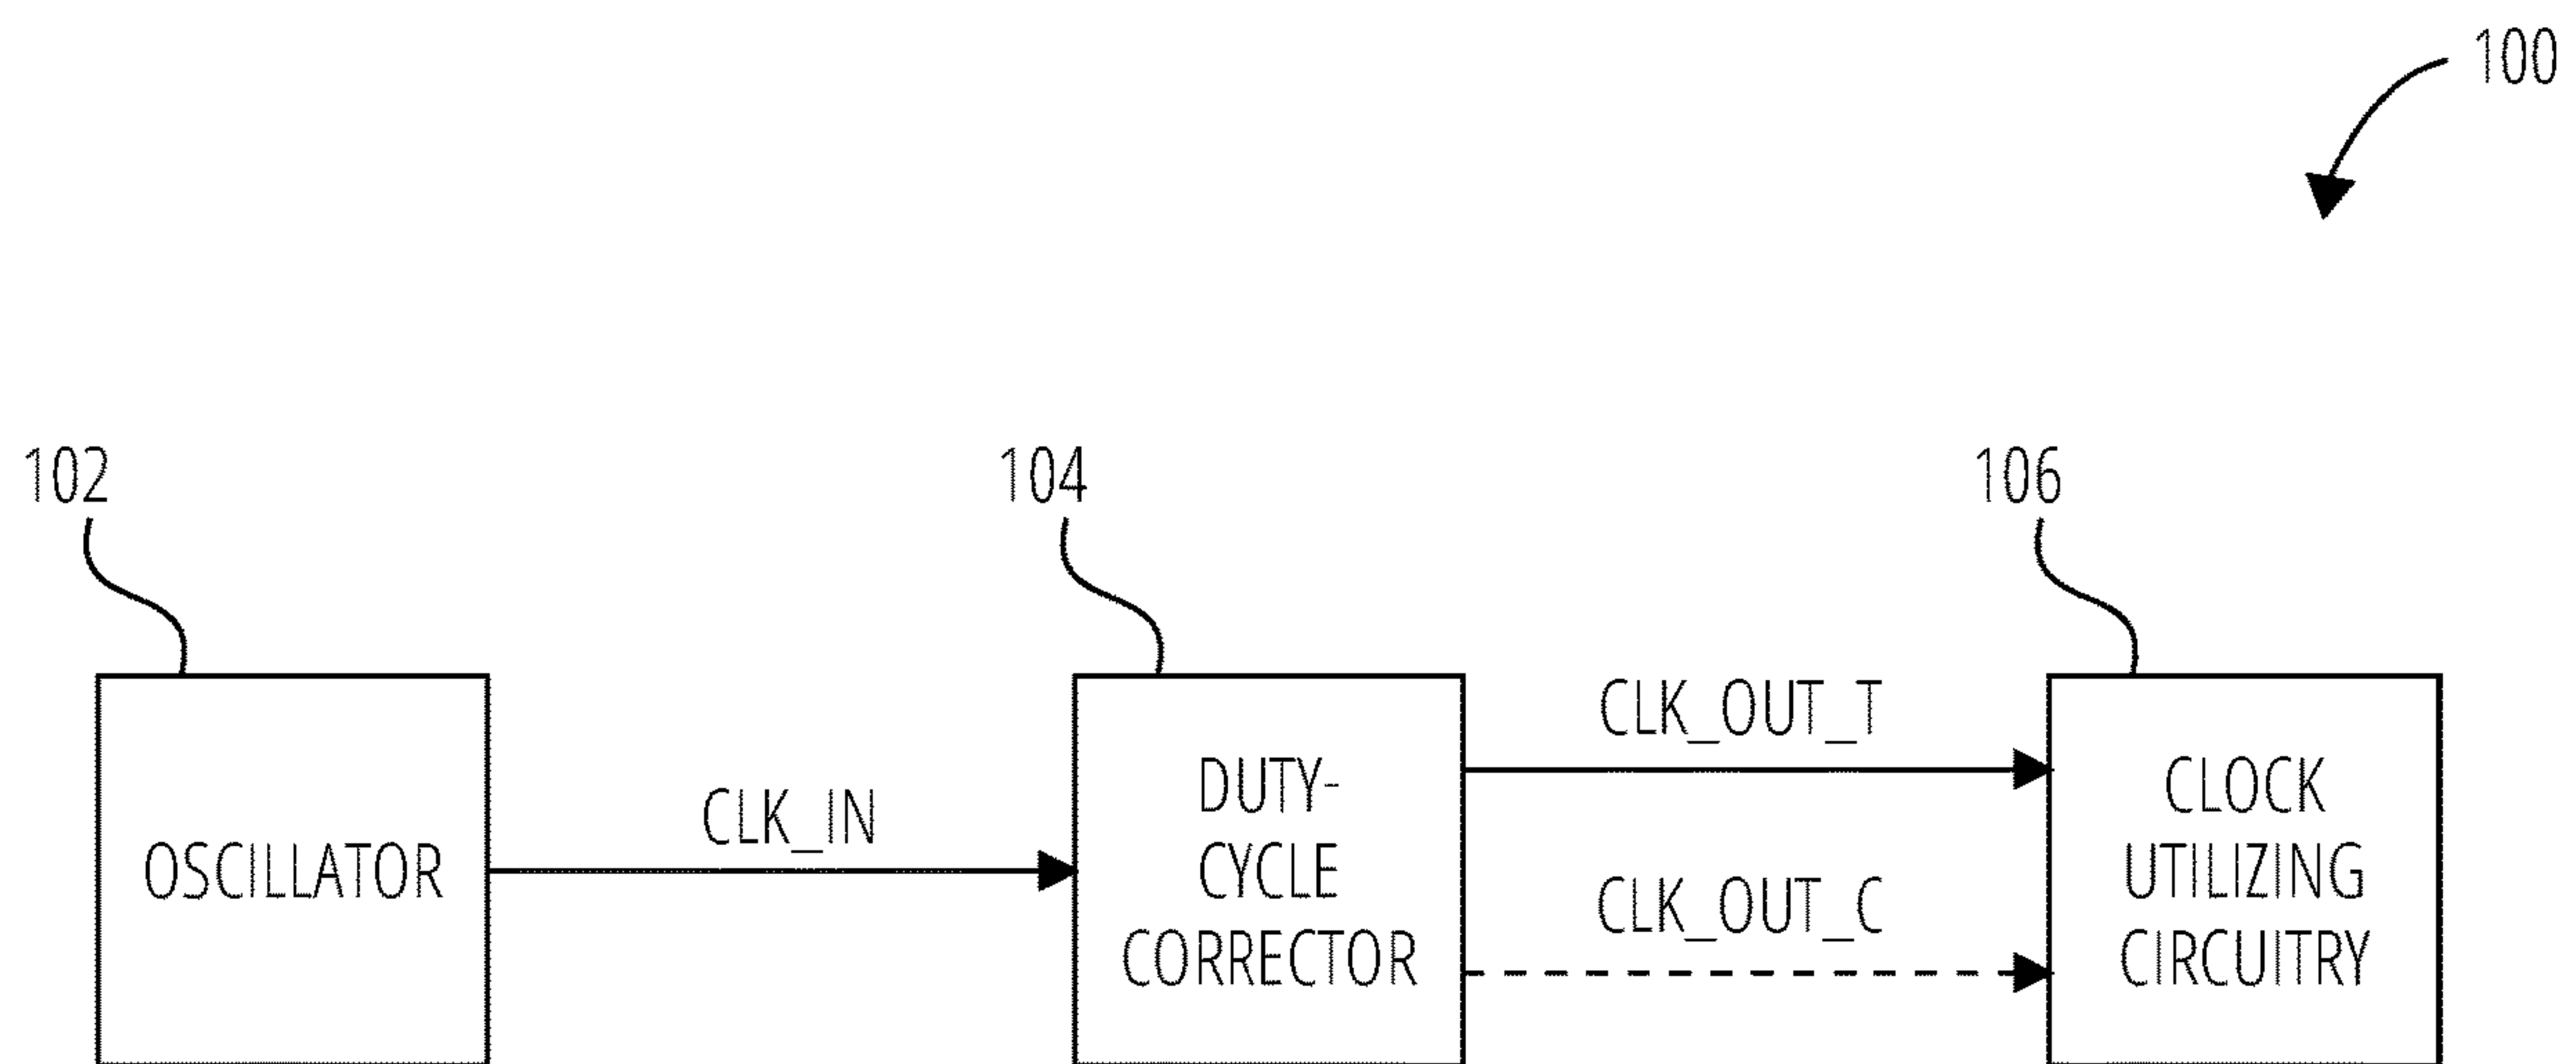 100
102
104
106
OSCILLATOR
CLK_IN
DUTY-
CYCLE
CORRECTOR
CLK_OUT_T
CLK_OUT_C
CLOCK
UTILIZING
CIRCUITRY